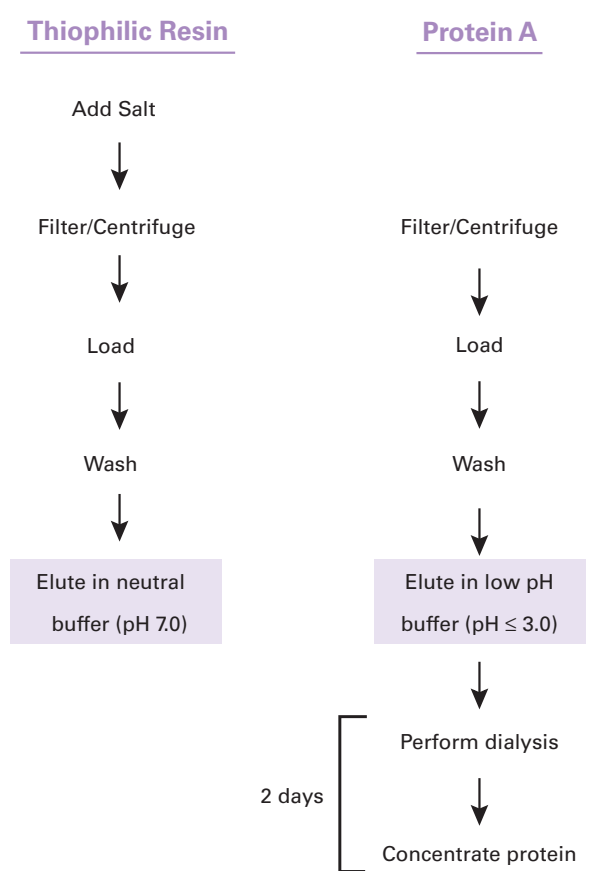 Thiophilic Resin
Add Salt
Filter/Centrifuge
Load
Wash
Elute in neutral
buffer (pH 7.0)
Protein A
Filter/Centrifuge
Load
Wash
Elute in low pH
buffer (pH ≤ 3.0)
2 days
Perform dialysis
Concentrate protein